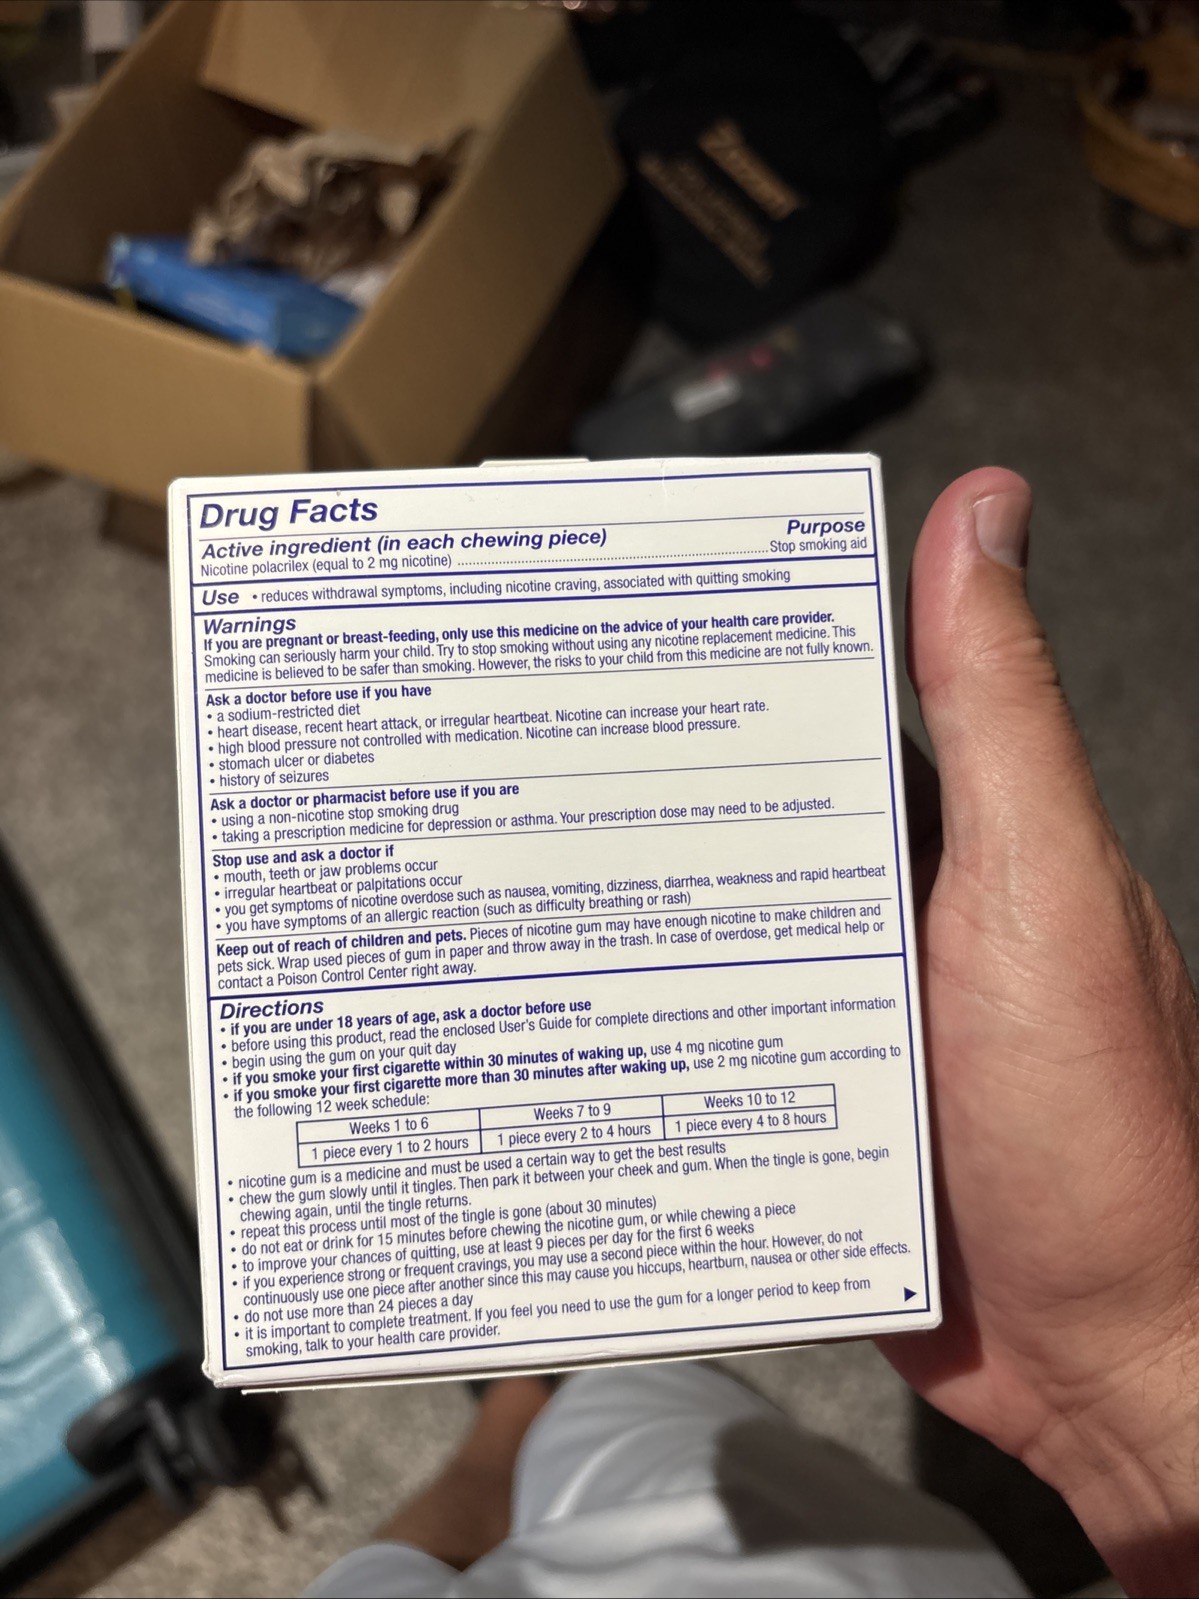 Drug Facts
Active ingredient (in each chewing piece) Purpose
Nicotine polacrilex (equal to 2 mg nicotine) ........ Stop smoking aid
Use • reduces withdrawal symptoms, including nicotine craving, associated with quitting smoking
Warnings
If you are pregnant or breast-feeding, only use this medicine on the advice of your health care provider.
Smoking can seriously harm your child. Try to stop smoking without using any nicotine replacement medicine. This
medicine is believed to be safer than smoking. However, the risks to your child from this medicine are not fully known.
Ask a doctor before use if you have
• a sodium-restricted diet
• heart disease, recent heart attack, or irregular heartbeat. Nicotine can increase your heart rate.
• high blood pressure not controlled with medication. Nicotine can increase blood pressure.
• stomach ulcer or diabetes
• history of seizures
Ask a doctor or pharmacist before use if you are
• using a non-nicotine stop smoking drug
• taking a prescription medicine for depression or asthma. Your prescription dose may need to be adjusted.
Stop use and ask a doctor if
• mouth, teeth or jaw problems occur
• irregular heartbeat or palpitations occur
• you get symptoms of nicotine overdose such as nausea, vomiting, dizziness, diarrhea, weakness and rapid heartbeat
• you have symptoms of an allergic reaction (such as difficulty breathing or rash)
Keep out of reach of children and pets. Pieces of nicotine gum may have enough nicotine to make children and
pets sick. Wrap used pieces of gum in paper and throw away in the trash. In case of overdose, get medical help or
contact a Poison Control Center right away.
Directions
• if you are under 18 years of age, ask a doctor before use
• before using this product, read the enclosed User's Guide for complete directions and other important information
• begin using the gum on your quit day
• if you smoke your first cigarette within 30 minutes of waking up, use 4 mg nicotine gum
• if you smoke your first cigarette more than 30 minutes after waking up, use 2 mg nicotine gum according to
the following 12 week schedule:
Weeks 1 to 6 Weeks 7 to 9 Weeks 10 to 12
1 piece every 1 to 2 hours 1 piece every 2 to 4 hours 1 piece every 4 to 8 hours
• nicotine gum is a medicine and must be used a certain way to get the best results
• chew the gum slowly until it tingles. Then park it between your cheek and gum. When the tingle is gone, begin
chewing again, until the tingle returns.
• repeat this process until most of the tingle is gone (about 30 minutes)
• do not eat or drink for 15 minutes before chewing the nicotine gum, or while chewing a piece
• to improve your chances of quitting, use at least 9 pieces per day for the first 6 weeks
• if you experience strong or frequent cravings, you may use a second piece within the hour. However, do not
continuously use one piece after another since this may cause you hiccups, heartburn, nausea or other side effects.
• do not use more than 24 pieces a day
• it is important to complete treatment. If you feel you need to use the gum for a longer period to keep from
smoking, talk to your health care provider.